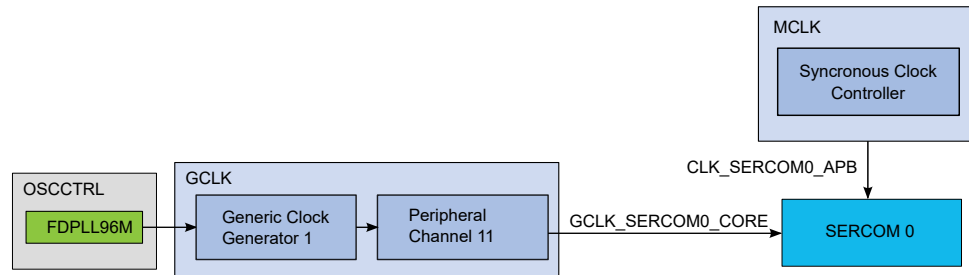 MCLK
Syncronous Clock
Controller
CLK_SERCOM0_APB
OSCCTRL
FDPLL96M
GCLK
Generic Clock
Generator 1
Peripheral
Channel 11
GCLK_SERCOM0_CORE
SERCOM 0